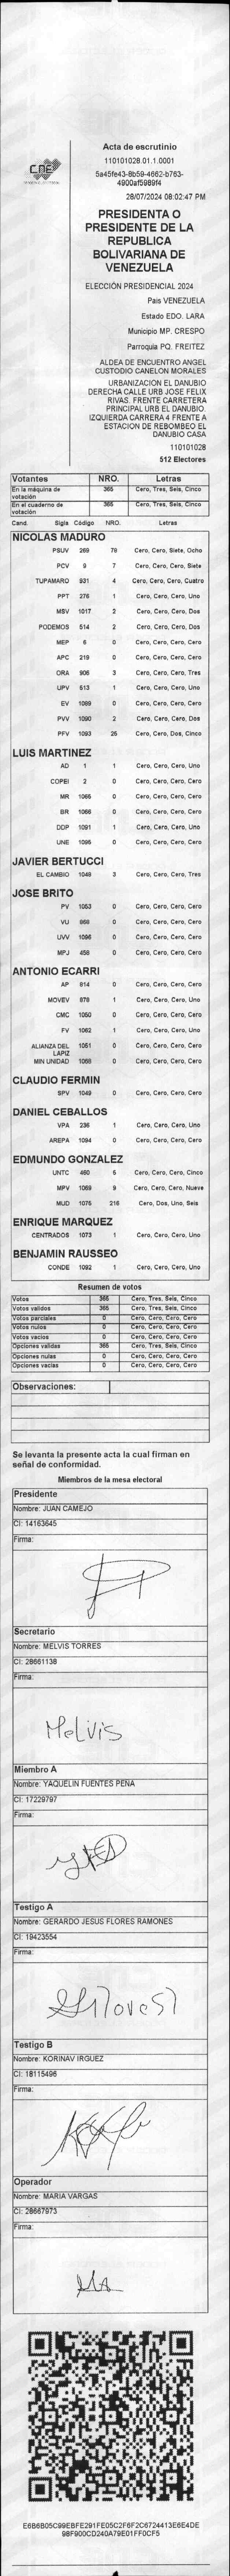 CNE
Acta de escrutinio
110101028.01.1.0001
5a45fe43-8b59-4662-b763-
4900af5989f4
28/07/2024 08:02:47 PM
PRESIDENTA O
PRESIDENTE DE LA
REPUBLICA
BOLIVARIANA DE
VENEZUELA
ELECCIÓN PRESIDENCIAL 2024
Pais VENEZUELA
Estado EDO. LARA
Municipio MP. CRESPO
Parroquia PQ. FREITEZ
ALDEA DE ENCUENTRO ANGEL
CUSTODIO CANELON MORALES
URBANIZACION EL DANUBIO
DERECHA CALLE URB JOSE FELIX
RIVAS. FRENTE CARRETERA
PRINCIPAL URB EL DANUBIO.
IZQUIERDA CARRERA 4 FRENTE A
ESTACION DE REBOMBEO EL
DANUBIO CASA
110101028
512 Electores
Votantes NRO. Letras
En la máquina de votación 365 Cero, Tres, Seis, Cinco
En el cuaderno de votación 365 Cero, Tres, Seis, Cinco
Cand. Sigla Código NRO. Letras
NICOLAS MADURO
PSUV 269 78 Cero, Cero, Siete, Ocho
PCV 9 7 Cero, Cero, Cero, Siete
TUPAMARO 931 4 Cero, Cero, Cero, Cuatro
PPT 276 1 Cero, Cero, Cero, Uno
MSV 1017 2 Cero, Cero, Cero, Dos
PODEMOS 514 2 Cero, Cero, Cero, Dos
MEP 6 0 Cero, Cero, Cero, Cero
APC 219 0 Cero, Cero, Cero, Cero
ORA 906 3 Cero, Cero, Cero, Tres
UPV 513 1 Cero, Cero, Cero, Uno
EV 1089 0 Cero, Cero, Cero, Cero
PVV 1090 2 Cero, Cero, Cero, Dos
PFV 1093 25 Cero, Cero, Dos, Cinco
LUIS MARTINEZ
AD 1 1 Cero, Cero, Cero, Uno
COPEI 2 0 Cero, Cero, Cero, Cero
MR 1065 0 Cero, Cero, Cero, Cero
BR 1066 0 Cero, Cero, Cero, Cero
DDP 1091 1 Cero, Cero, Cero, Uno
UNE 1095 0 Cero, Cero, Cero, Cero
JAVIER BERTUCCI
EL CAMBIO 1048 3 Cero, Cero, Cero, Tres
JOSE BRITO
PV 1053 0 Cero, Cero, Cero, Cero
VU 868 0 Cero, Cero, Cero, Cero
UVV 1096 0 Cero, Cero, Cero, Cero
MPJ 458 0 Cero, Cero, Cero, Cero
ANTONIO ECARRI
AP 914 0 Cero, Cero, Cero, Cero
MOVEV 878 1 Cero, Cero, Cero, Uno
CMC 1050 0 Cero, Cero, Cero, Cero
FV 1062 1 Cero, Cero, Cero, Uno
ALIANZA DEL LAPIZ 1051 0 Cero, Cero, Cero, Cero
MIN UNIDAD 1068 0 Cero, Cero, Cero, Cero
CLAUDIO FERMIN
SPV 1049 0 Cero, Cero, Cero, Cero
DANIEL CEBALLOS
VPA 236 1 Cero, Cero, Cero, Uno
AREPA 1094 0 Cero, Cero, Cero, Cero
EDMUNDO GONZALEZ
UNTC 460 5 Cero, Cero, Cero, Cinco
MPV 1069 9 Cero, Cero, Cero, Nueve
MUD 1076 216 Cero, Dos, Uno, Seis
ENRIQUE MARQUEZ
CENTRADOS 1073 1 Cero, Cero, Cero, Uno
BENJAMIN RAUSSEO
CONDE 1092 1 Cero, Cero, Cero, Uno
Resumen de votos
Votos 365 Cero, Tres, Seis, Cinco
Votos validos 365 Cero, Tres, Seis, Cinco
Votos parciales 0 Cero, Cero, Cero, Cero
Votos nulos 0 Cero, Cero, Cero, Cero
Votos vacios 0 Cero, Cero, Cero, Cero
Opciones validas 365 Cero, Tres, Seis, Cinco
Opciones nulas 0 Cero, Cero, Cero, Cero
Opciones vacias 0 Cero, Cero, Cero, Cero
Observaciones:
Se levanta la presente acta la cual firman en
señal de conformidad.
Miembros de la mesa electoral
Presidente
Nombre: JUAN CAMEJO
CI: 14163645
Firma:
Secretario
Nombre: MELVIS TORRES
CI: 28661138
Firma:
Melvis
Miembro A
Nombre: YAQUELIN FUENTES PEÑA
CI: 17229797
Firma:
Testigo A
Nombre: GERARDO JESUS FLORES RAMONES
CI: 19423554
Firma:
Testigo B
Nombre: KORINAV IRGUEZ
CI: 18115496
Firma:
Operador
Nombre: MARIA VARGAS
CI: 28667973
Firma:
E6B6B05C99EBFE291FE05C2F6F2C6724413E6E4DE
98F900CD240A79E01FF0CF5